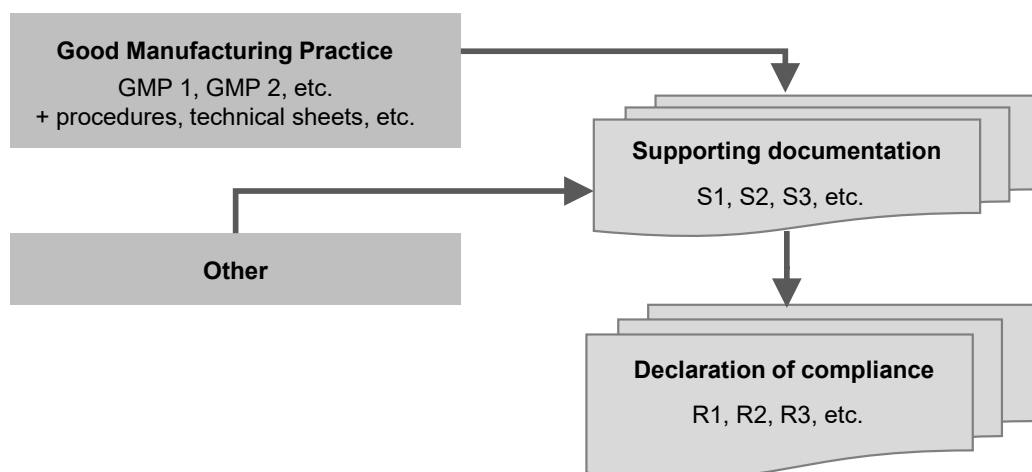 Good Manufacturing Practice
GMP 1, GMP 2, etc.
+ procedures, technical sheets, etc.
Supporting documentation
S1, S2, S3, etc.
Other
Declaration of compliance
R1, R2, R3, etc.